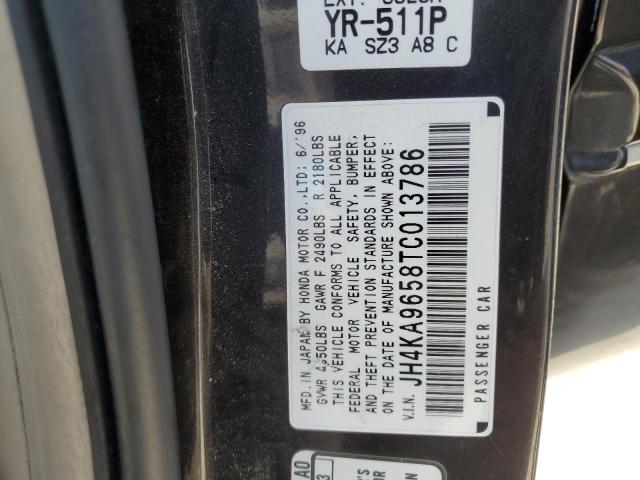 YR-511P
KA SZ3 A8 C
MFD. IN JAPAN BY HONDA MOTOR CO.,LTD: 6/'96
GVWR 4650LBS GAWR F 2490LBS R 2180LBS
THIS VEHICLE CONFORMS TO ALL APPLICABLE
FEDERAL MOTOR VEHICLE SAFETY, BUMPER,
AND THEFT PREVENTION STANDARDS IN EFFECT
ON THE DATE OF MANUFACTURE SHOWN ABOVE:
V.I.N. JH4KA9658TC013786
PASSENGER CAR
A0